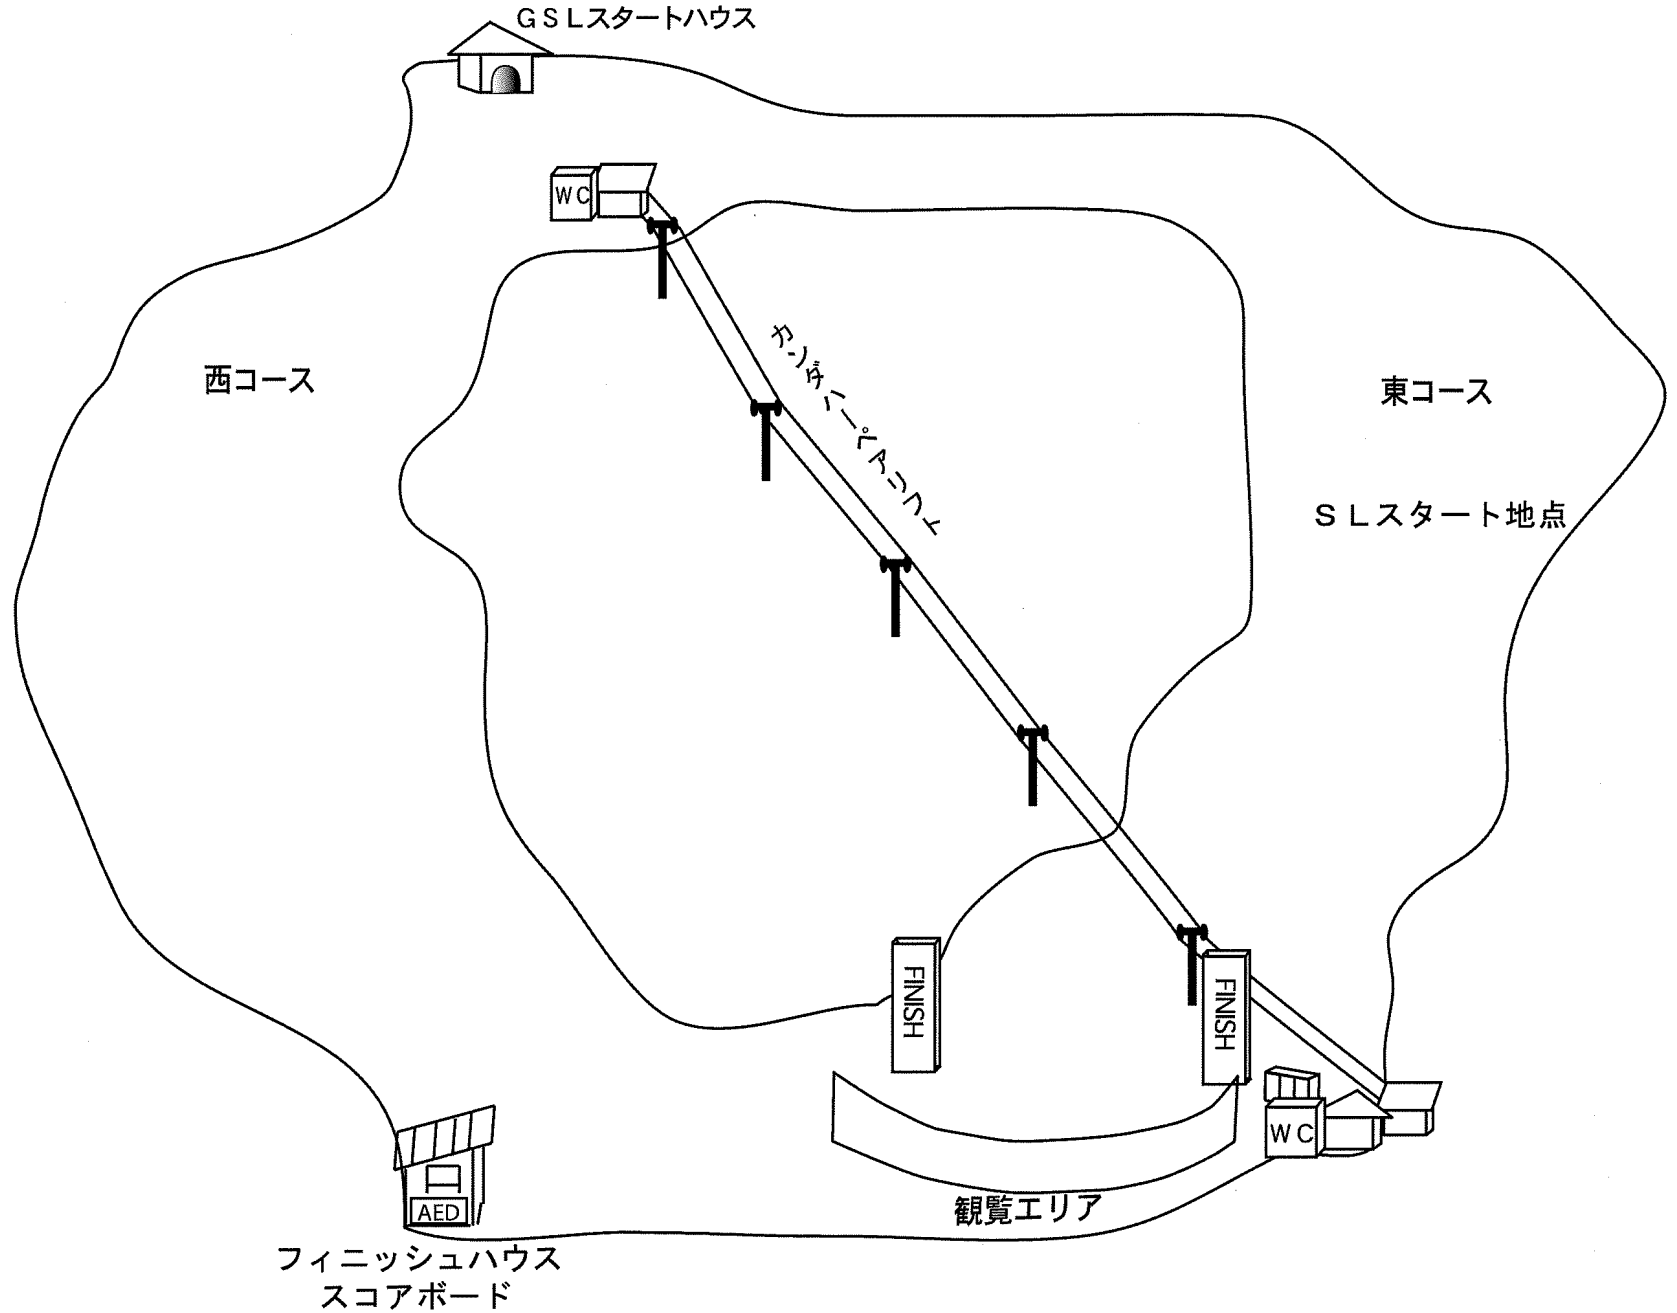 ＧＳＬスタートハウス
ＷＣ
カンダハーペアリフト
西コース
東コース
ＳＬスタート地点
FINISH
FINISH
ＷＣ
AED
観覧エリア
フィニッシュハウス
スコアボード